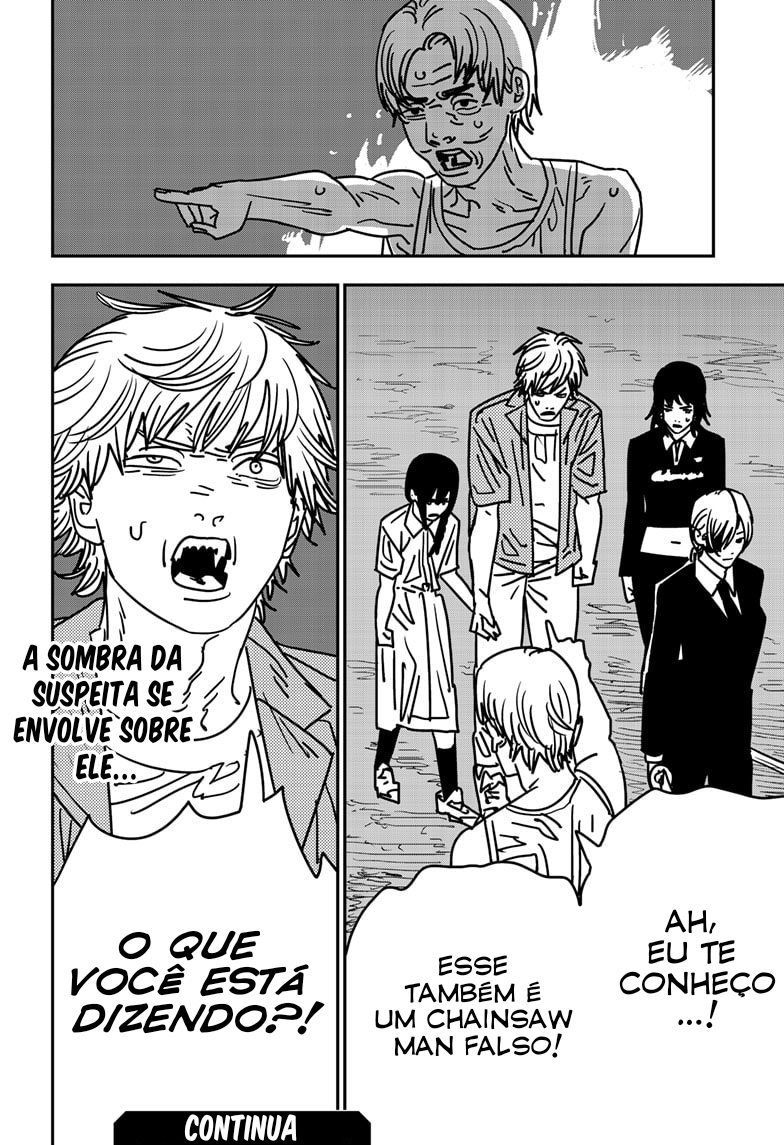 AH,
EU TE
CONHEÇO
...!
ESSE
TAMBÉM É
UM CHAINSAW
MAN FALSO!
A SOMBRA DA
SUSPEITA SE
ENVOLVE SOBRE
ELE...
O QUE
VOCÊ ESTÁ
DIZENDO?!
CONTINUA